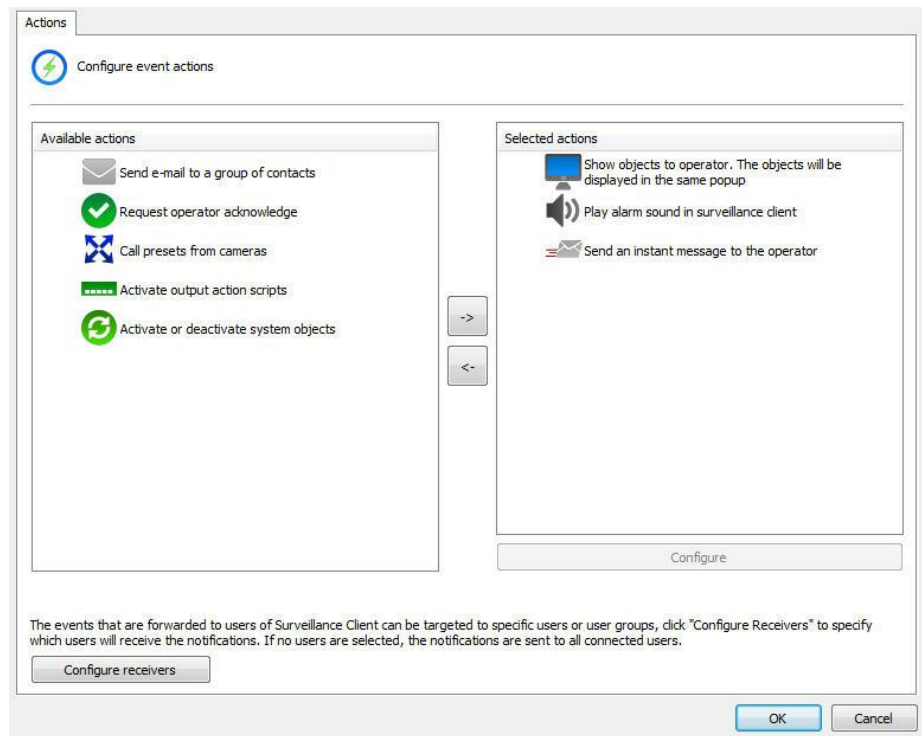 Actions
Configure event actions
Available actions
Send e-mail to a group of contacts
Request operator acknowledge
Call presets from cameras
Activate output action scripts
Activate or deactivate system objects
->
<-
Selected actions
Show objects to operator. The objects will be
displayed in the same popup
Play alarm sound in surveillance client
Send an instant message to the operator
Configure
The events that are forwarded to users of Surveillance Client can be targeted to specific users or user groups, click "Configure Receivers" to specify
which users will receive the notifications. If no users are selected, the notifications are sent to all connected users.
Configure receivers
OK
Cancel